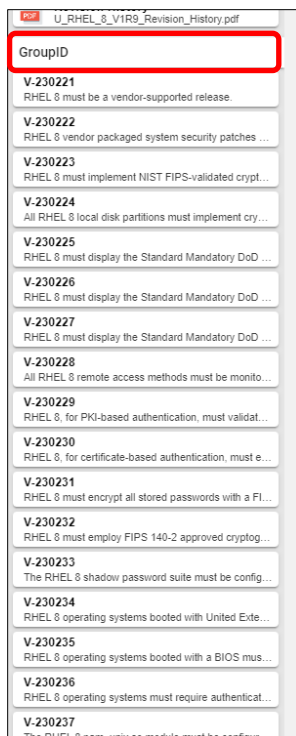 PDF
U_RHEL_8_V1R9_Revision_History.pdf
GroupID
V-230221
RHEL 8 must be a vendor-supported release.
V-230222
RHEL 8 vendor packaged system security patches ...
V-230223
RHEL 8 must implement NIST FIPS-validated crypt...
V-230224
All RHEL 8 local disk partitions must implement cry...
V-230225
RHEL 8 must display the Standard Mandatory DoD ...
V-230226
RHEL 8 must display the Standard Mandatory DoD ...
V-230227
RHEL 8 must display the Standard Mandatory DoD ...
V-230228
All RHEL 8 remote access methods must be monito...
V-230229
RHEL 8, for PKI-based authentication, must validat...
V-230230
RHEL 8, for certificate-based authentication, must e...
V-230231
RHEL 8 must encrypt all stored passwords with a FI...
V-230232
RHEL 8 must employ FIPS 140-2 approved cryptog...
V-230233
The RHEL 8 shadow password suite must be config...
V-230234
RHEL 8 operating systems booted with United Exte...
V-230235
RHEL 8 operating systems booted with a BIOS mus...
V-230236
RHEL 8 operating systems must require authenticat...
V-230237